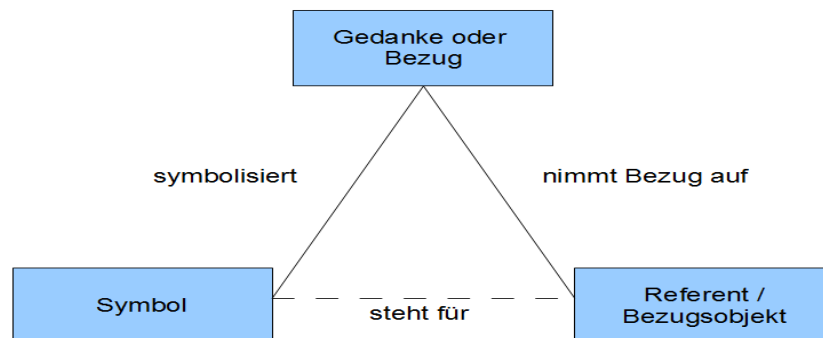 Gedanke oder
Bezug
symbolisiert
nimmt Bezug auf
Symbol
steht für
Referent /
Bezugsobjekt